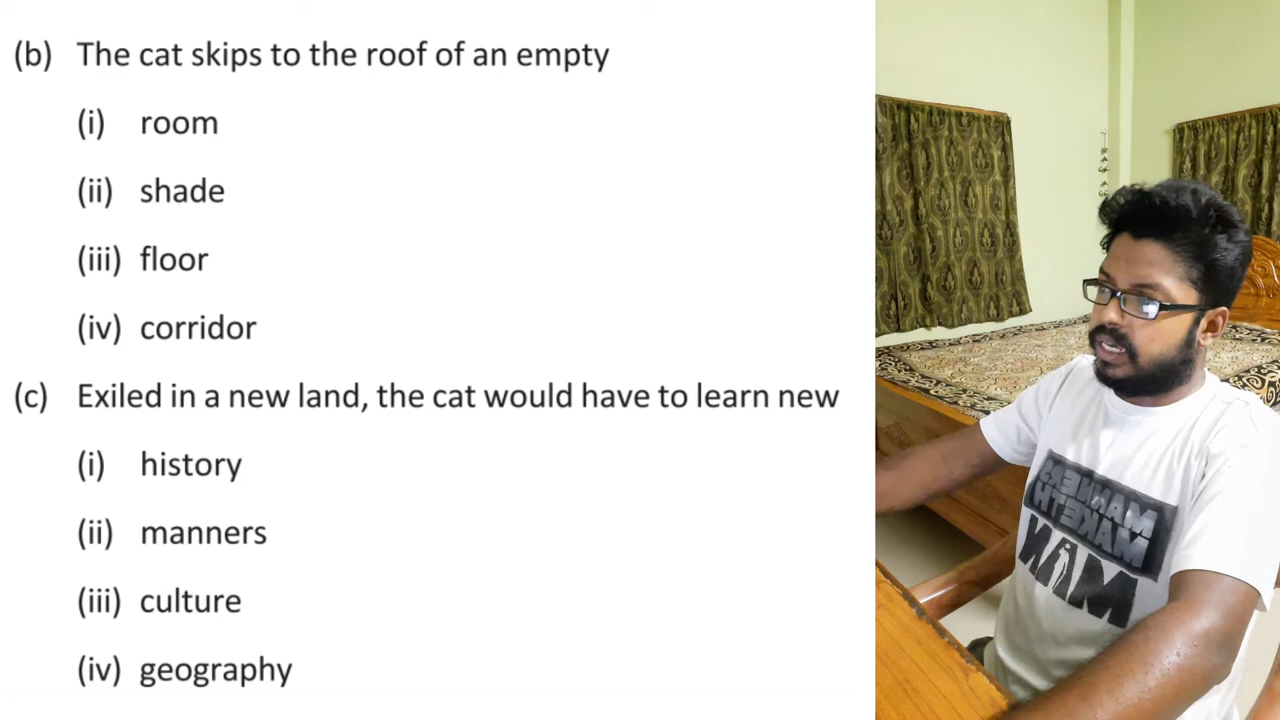 (b) The cat skips to the roof of an empty
(i) room
(ii) shade
(iii) floor
(iv) corridor
(c) Exiled in a new land, the cat would have to learn new
(i) history
(ii) manners
(iii) culture
(iv) geography
MANNERS
MAKETH
MAN